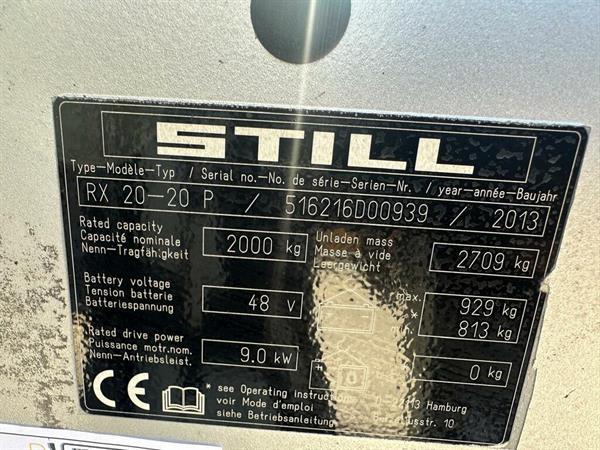 STILL
Type-Modèle-Typ / Serial no.-No. de série-Serien-Nr. / year-année-Baujahr
RX 20-20 P / 516216D00939 / 2013
Rated capacity
Capacité nominale
Nenn-Tragfähigkeit
2000 kg
Unladen mass
Masse à vide
Leergewicht
2709 kg
Battery voltage
Tension batterie
Batteriespannung
48 V
max.
929 kg
*
min.
813 kg
Rated drive power
Puissance motr.nom.
Nenn-Antriebsleist.
9.0 kW
+
0 kg
CE
* see Operating instructions
voir Mode d'emploi
siehe Betriebsanleitung
Hamburg
10